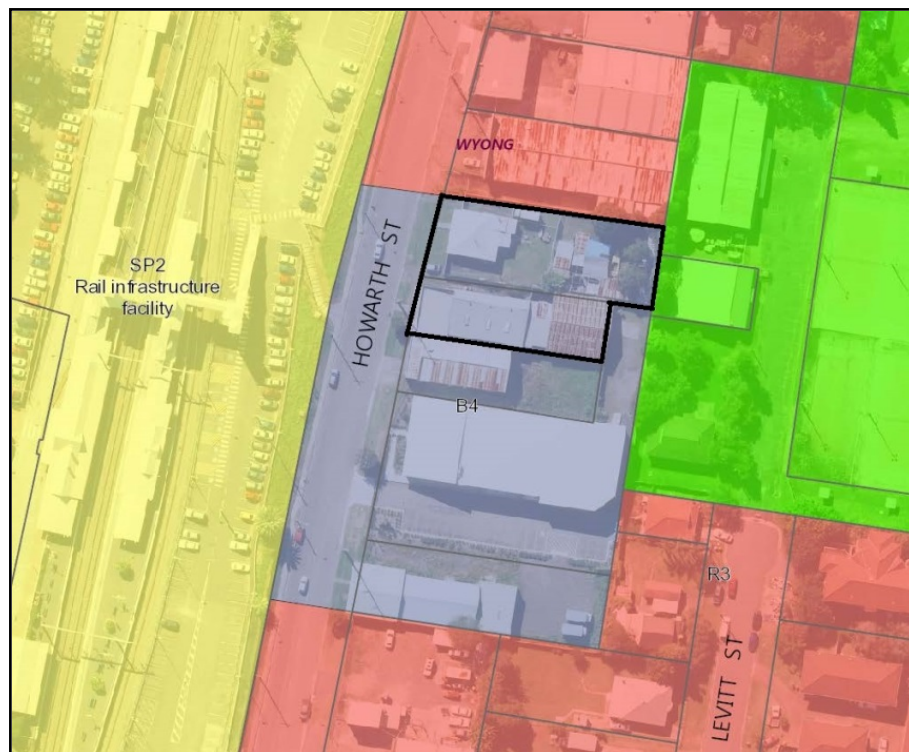 WYONG
HOWARTH ST
SP2
Rail infrastructure
facility
B4
R3
LEVITT ST